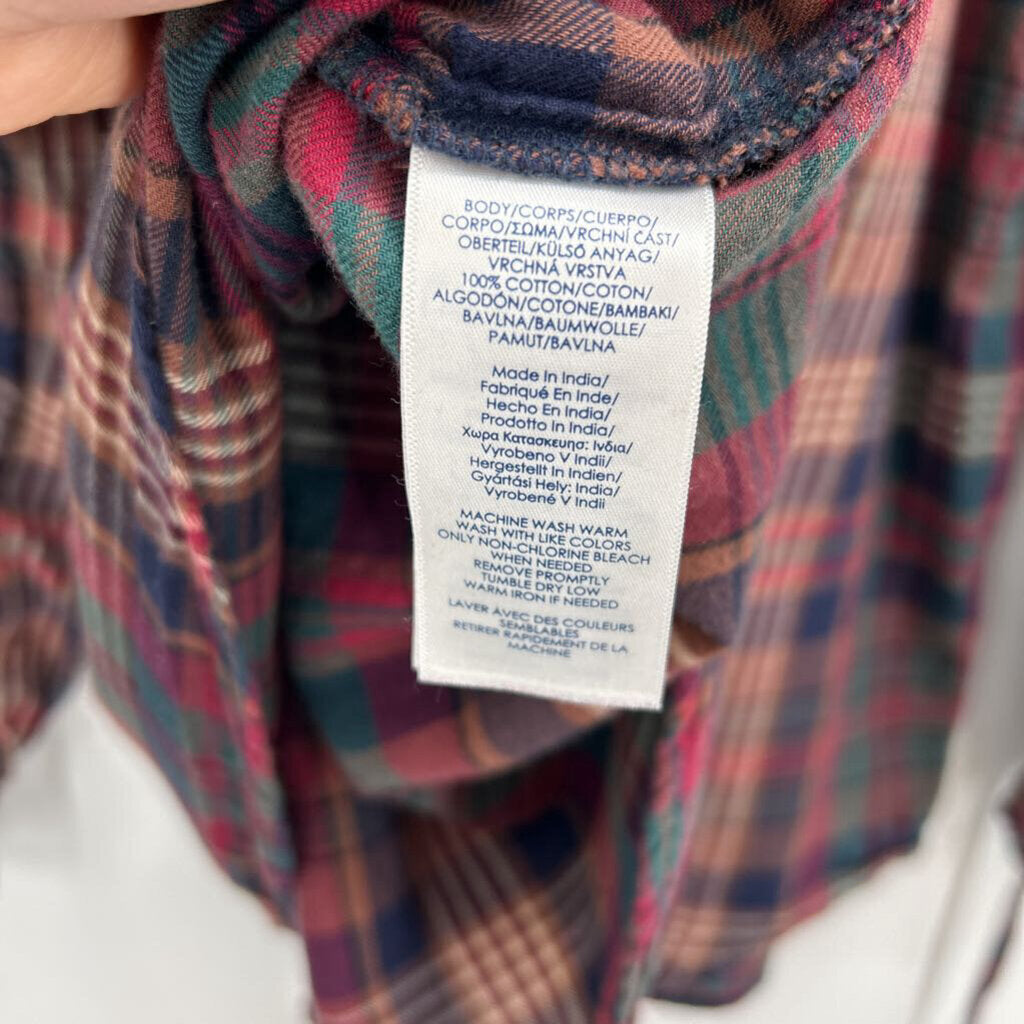 BODY/CORPS/CUERPO/
CORPO/ΣΩΜΑ/VRCHNÍ ČÁST/
OBERTEIL/KÜLSŐ ANYAG/
VRCHNÁ VRSTVA
100% COTTON/COTON/
ALGODÓN/COTONE/BAMBAKI/
BAVLNA/BAUMWOLLE/
PAMUT/BAVLNA
Made In India/
Fabriqué En Inde/
Hecho En India/
Prodotto In India/
Χωρα Κατασκευησ: Ινδια/
Vyrobeno V Indii/
Hergestellt In Indien/
Gyártási Hely: India/
Vyrobené V Indii
MACHINE WASH WARM
WASH WITH LIKE COLORS
ONLY NON-CHLORINE BLEACH
WHEN NEEDED
REMOVE PROMPTLY
TUMBLE DRY LOW
WARM IRON IF NEEDED
LAVER AVEC DES COULEURS
SEMBLABLES
RETIRER RAPIDEMENT DE LA
MACHINE